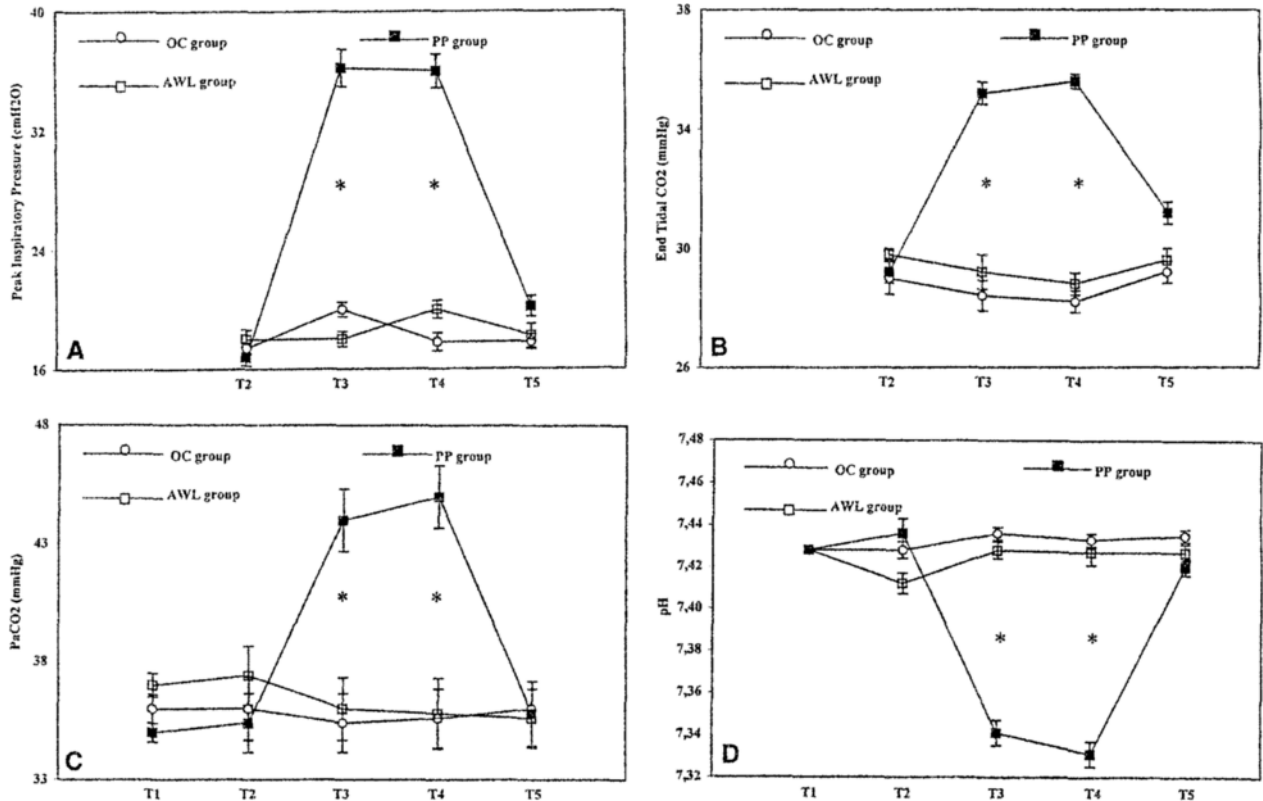 40
OC group
PP group
AWL group
32
24
16
Peak Inspiratory Pressure (cmH2O)
*
*
A
T2
T3
T4
T5
38
OC group
PP group
AWL group
34
30
26
End Tidal CO2 (mmHg)
*
*
B
T2
T3
T4
T5
48
OC group
PP group
AWL group
43
38
33
PaCO2 (mmHg)
*
*
C
T1
T2
T3
T4
T5
7,48
7,46
7,44
7,42
7,40
7,38
7,36
7,34
7,32
OC group
PP group
AWL group
pH
*
*
D
T1
T2
T3
T4
T5